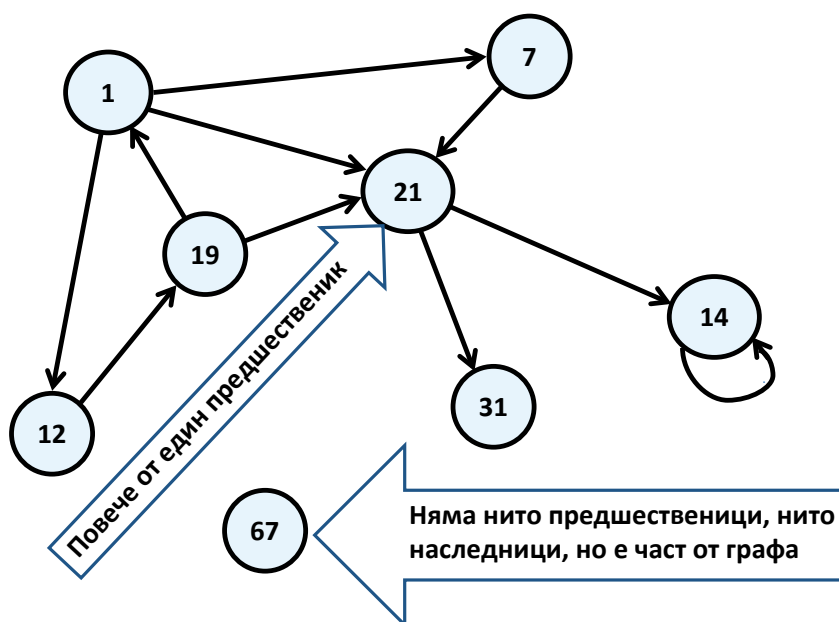 7
1
21
19
14
31
12
Повече от един предшественик
67
Няма нито предшественици, нито
наследници, но е част от графа